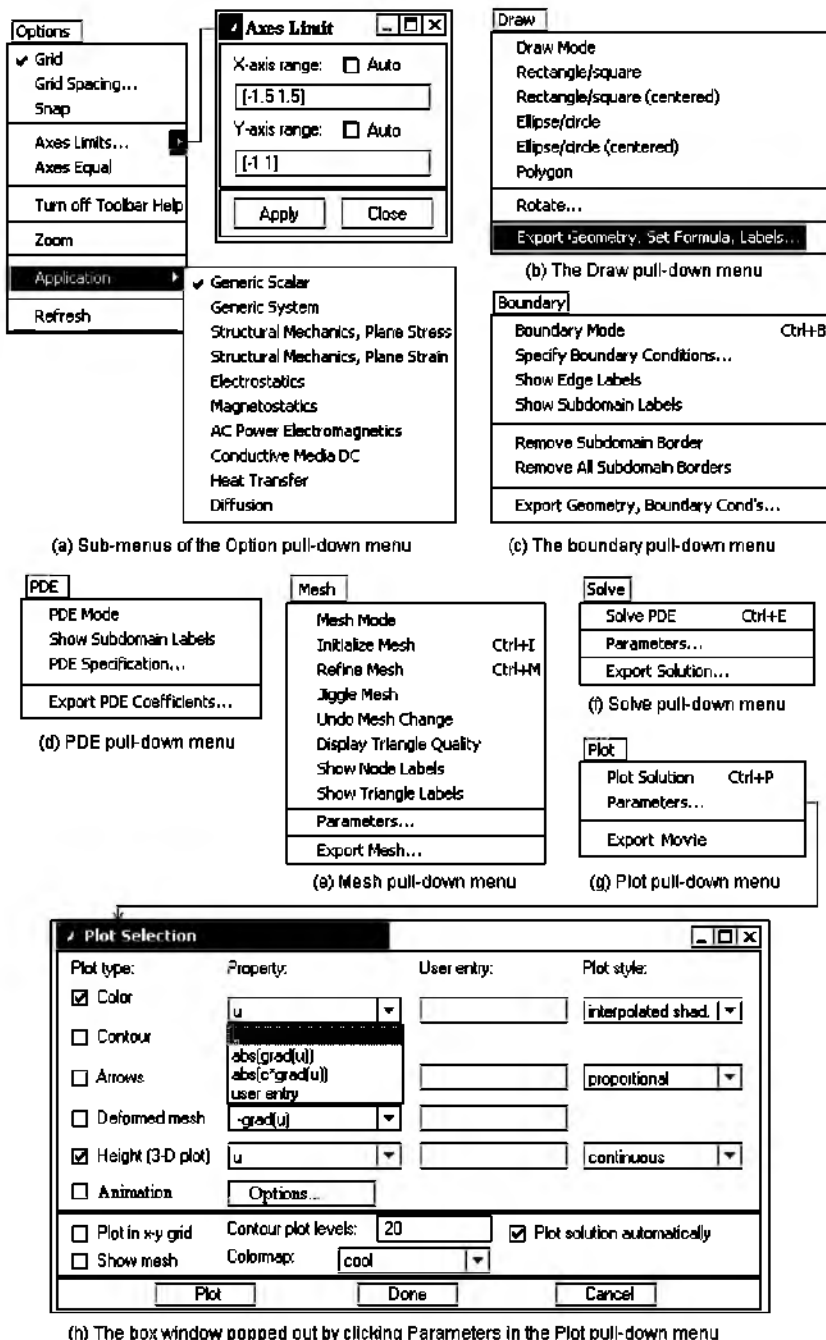 Options
Grid
Grid Spacing...
Snap
Axes Limits...
Axes Equal
Turn off Toolbar Help
Zoom
Application
Refresh
Axes Limit
X-axis range: Auto
[-1.5 1.5]
Y-axis range: Auto
[-1 1]
Apply Close
Generic Scalar
Generic System
Structural Mechanics, Plane Stress
Structural Mechanics, Plane Strain
Electrostatics
Magnetostatics
AC Power Electromagnetics
Conductive Media DC
Heat Transfer
Diffusion
(a) Sub-menus of the Option pull-down menu
Draw
Draw Mode
Rectangle/square
Rectangle/square (centered)
Ellipse/circle
Ellipse/circle (centered)
Polygon
Rotate...
Export Geometry, Set Formula, Labels...
(b) The Draw pull-down menu
Boundary
Boundary Mode Ctrl+B
Specify Boundary Conditions...
Show Edge Labels
Show Subdomain Labels
Remove Subdomain Border
Remove All Subdomain Borders
Export Geometry, Boundary Cond's...
(c) The boundary pull-down menu
PDE
PDE Mode
Show Subdomain Labels
PDE Specification...
Export PDE Coefficients...
(d) PDE pull-down menu
Mesh
Mesh Mode
Initialize Mesh Ctrl+I
Refine Mesh Ctrl+M
Jiggle Mesh
Undo Mesh Change
Display Triangle Quality
Show Node Labels
Show Triangle Labels
Parameters...
Export Mesh...
(e) Mesh pull-down menu
Solve
Solve PDE Ctrl+E
Parameters...
Export Solution...
(f) Solve pull-down menu
Plot
Plot Solution Ctrl+P
Parameters...
Export Movie
(g) Plot pull-down menu
Plot Selection
Plot type: Property: User entry: Plot style:
Color u interpolated shad.
Contour
abs(grad(u))
abs(c*grad(u))
user entry
Arrows proportional
Deformed mesh -grad(u)
Height (3-D plot) u continuous
Animation Options...
Plot in x-y grid Contour plot levels: 20 Plot solution automatically
Show mesh Colormap: cool
Plot Done Cancel
(h) The box window popped out by clicking Parameters in the Plot pull-down menu